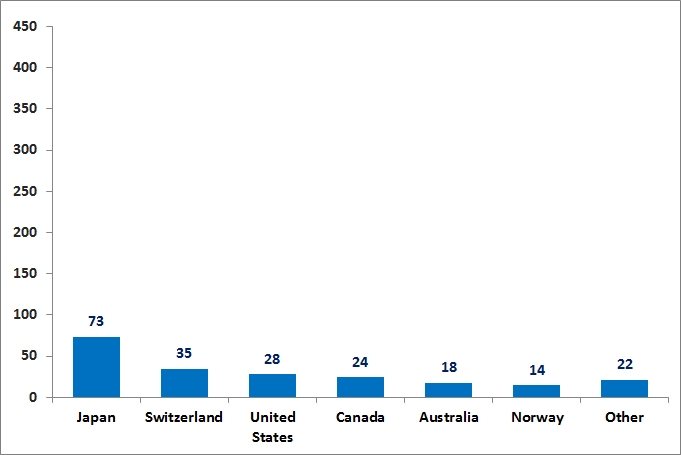 450
400
350
300
250
200
150
100
50
0
73
35
28
24
18
14
22
Japan
Switzerland
United
States
Canada
Australia
Norway
Other